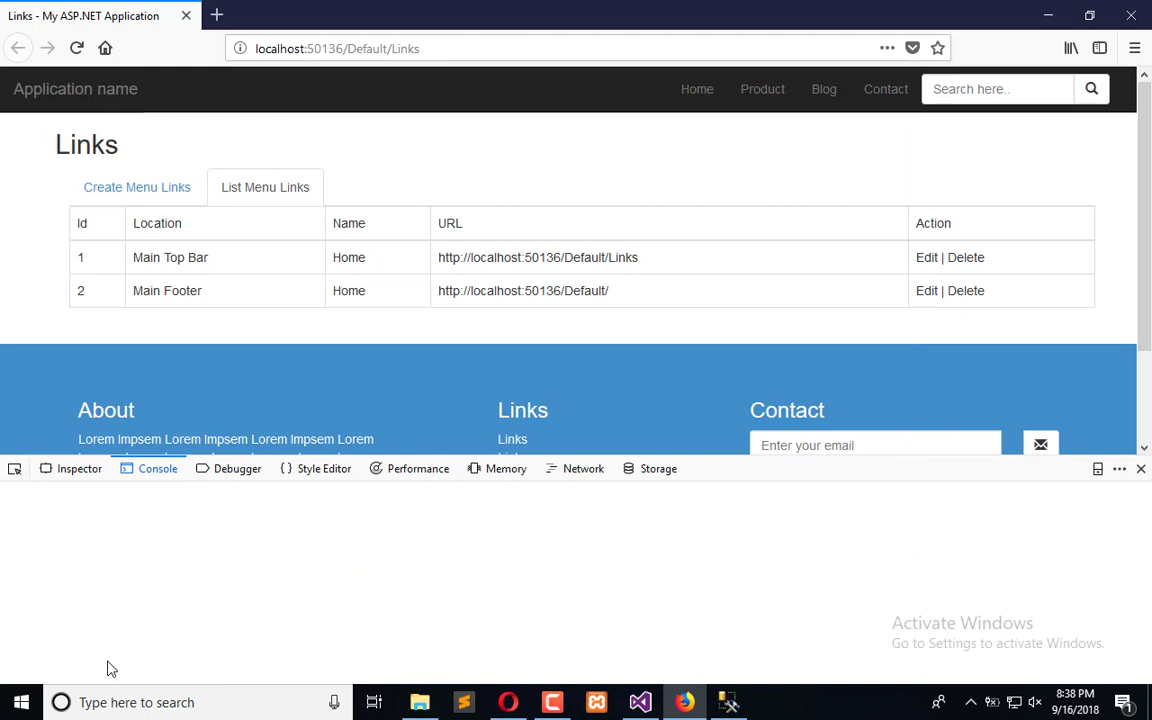 Links - My ASP.NET Application
localhost:50136/Default/Links
Application name
Home Product Blog Contact Search here..
Links
Create Menu Links List Menu Links
Id Location Name URL Action
1 Main Top Bar Home http://localhost:50136/Default/Links Edit | Delete
2 Main Footer Home http://localhost:50136/Default/ Edit | Delete
About Links Contact
Lorem Impsem Lorem Impsem Lorem Impsem Lorem Links Enter your email
Inspector Console Debugger Style Editor Performance Memory Network Storage
Activate Windows
Go to Settings to activate Windows.
Type here to search
8:38 PM
9/16/2018
1